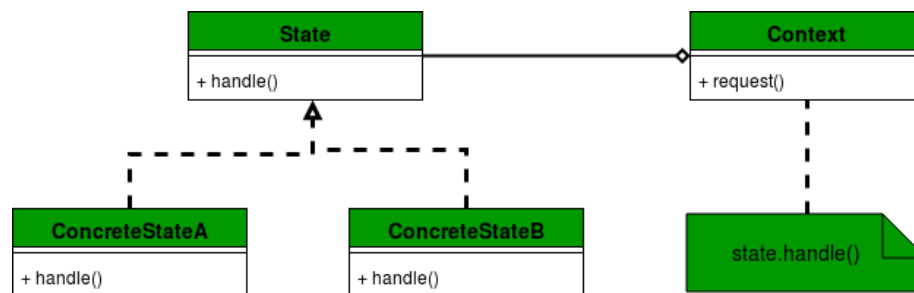 State
Context
+ handle()
+ request()
ConcreteStateA
ConcreteStateB
state.handle()
+ handle()
+ handle()